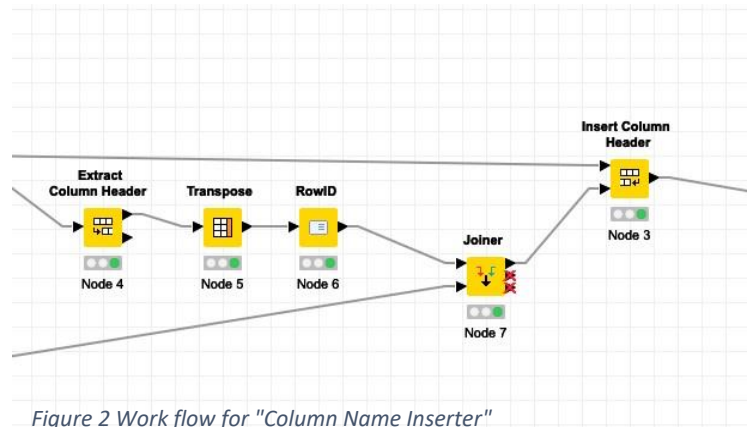 Insert Column
Header
Node 3
Extract
Column Header
Node 4
Transpose
Node 5
RowID
Node 6
Joiner
Node 7
Figure 2 Work flow for "Column Name Inserter"